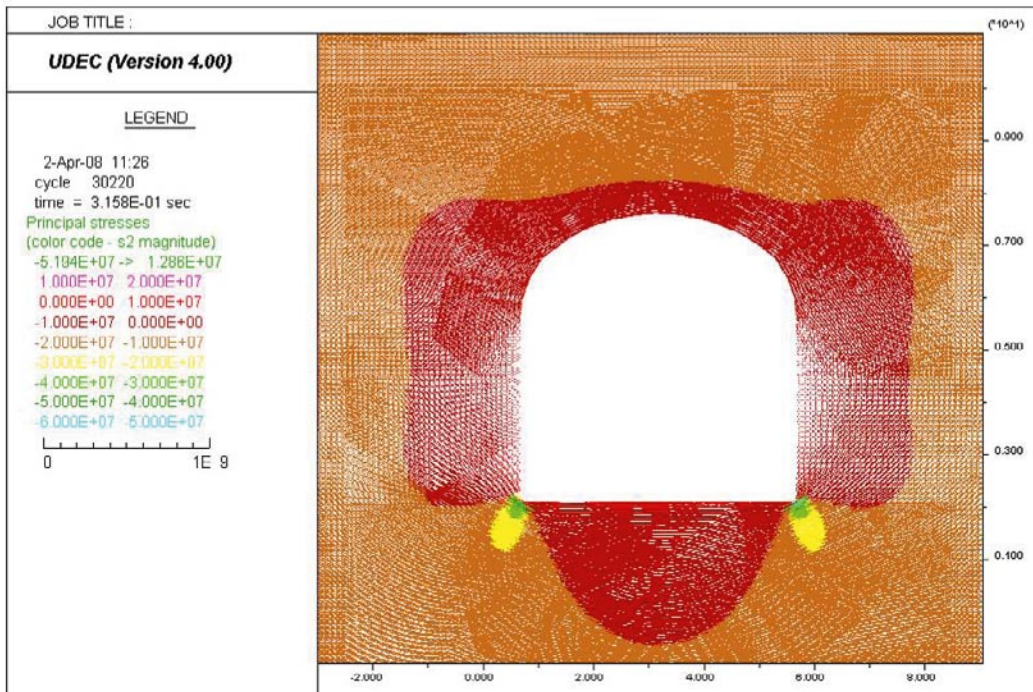 JOB TITLE :
UDEC (Version 4.00)
LEGEND
2-Apr-08 11:26
cycle 30220
time = 3.158E-01 sec
Principal stresses
(color code - s2 magnitude)
-5.194E+07 -> 1.286E+07
1.000E+07 2.000E+07
0.000E+00 1.000E+07
-1.000E+07 0.000E+00
-2.000E+07 -1.000E+07
-3.000E+07 -2.000E+07
-4.000E+07 -3.000E+07
-5.000E+07 -4.000E+07
-6.000E+07 -5.000E+07
0 1E 9
(*10^1)
0.900
0.700
0.500
0.300
0.100
-2.000 0.000 2.000 4.000 6.000 8.000